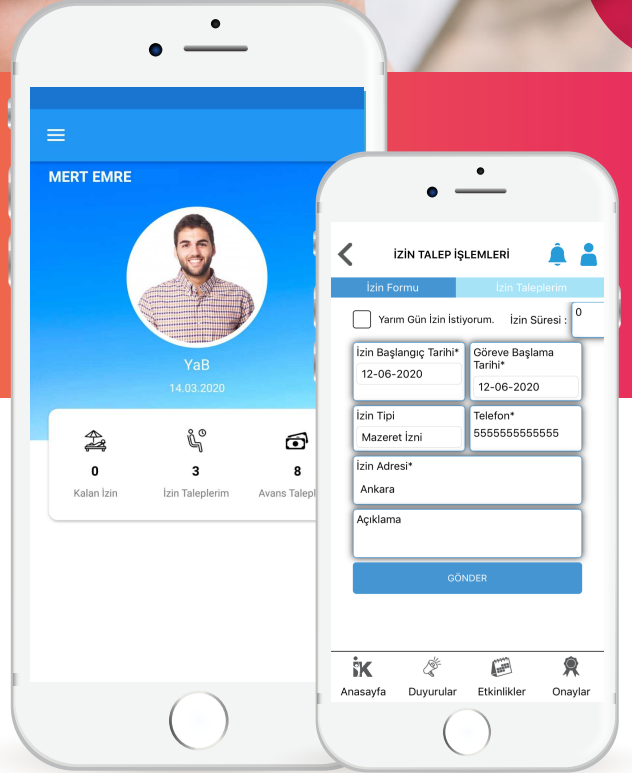 MERT EMRE
YaB
14.03.2020
0
Kalan İzin
3
İzin Taleplerim
8
Avans Talepl
İZİN TALEP İŞLEMLERİ
İzin Formu
İzin Taleplerim
Yarım Gün İzin İstiyorum.
İzin Süresi :
0
İzin Başlangıç Tarihi*
12-06-2020
Göreve Başlama
Tarihi*
12-06-2020
İzin Tipi
Mazeret İzni
Telefon*
5555555555555
İzin Adresi*
Ankara
Açıklama
GÖNDER
iK
Anasayfa
Duyurular
Etkinlikler
Onaylar